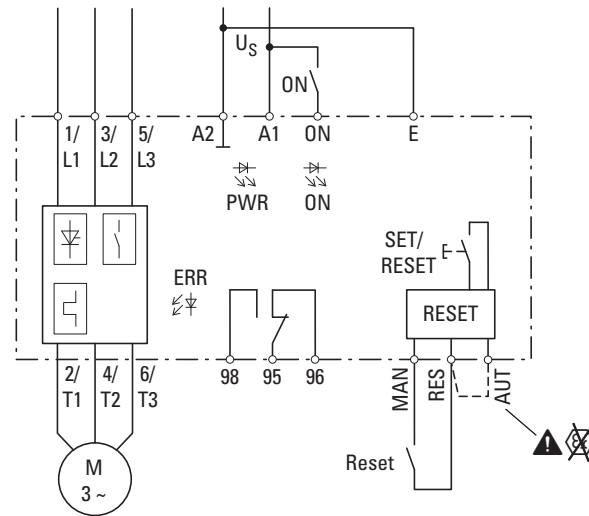 U_S
ON
1/ 3/ 5/ A2 A1 ON E
L1 L2 L3
PWR ON
SET/
RESET
ERR
RESET
98 95 96
2/ 4/ 6/
T1 T2 T3
MAN RES AUT
M
3 ~
Reset